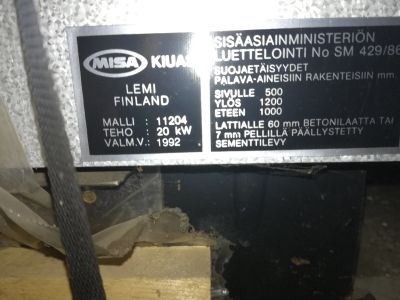 MISA KIUAS
LEMI
FINLAND
MALLI : 11204
TEHO : 20 kW
VALM.V.: 1992
SISÄASIAINMINISTERIÖN
LUETTELOINTI No SM 429/86
SUOJAETÄISYYDET
PALAVA-AINEISIIN RAKENTEISIIN mm.
SIVULLE 500
YLÖS 1200
ETEEN 1000
LATTIALLE 60 mm BETONILAATTA TAI
7 mm PELLILLÄ PÄÄLLYSTETTY
SEMENTTILEVY